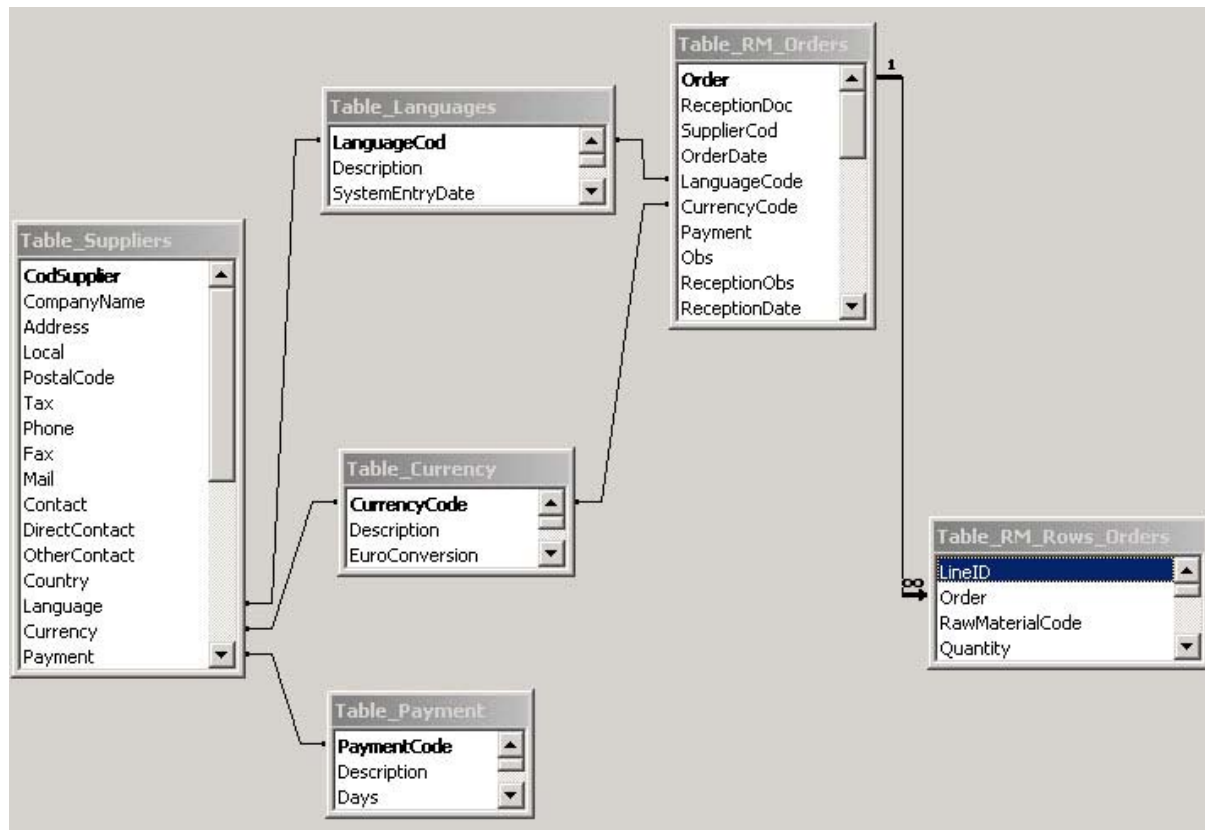 Table_RM_Orders
1
Order
ReceptionDoc
SupplierCod
OrderDate
LanguageCode
CurrencyCode
Payment
Obs
ReceptionObs
ReceptionDate
Table_Languages
LanguageCod
Description
SystemEntryDate
Table_Suppliers
CodSupplier
CompanyName
Address
Local
PostalCode
Tax
Phone
Fax
Mail
Contact
DirectContact
OtherContact
Country
Language
Currency
Payment
Table_Currency
CurrencyCode
Description
EuroConversion
Table_RM_Rows_Orders
∞
LineID
Order
RawMaterialCode
Quantity
Table_Payment
PaymentCode
Description
Days